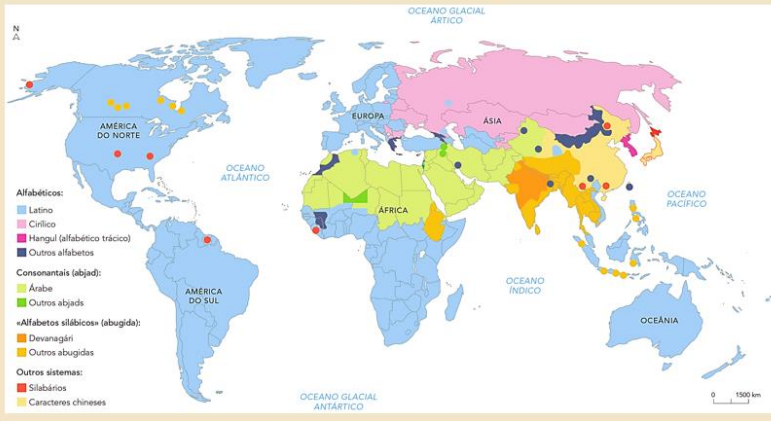 OCEANO GLACIAL
ÁRTICO
N
EUROPA
ÁSIA
AMÉRICA
DO NORTE
OCEANO
ATLÂNTICO
OCEANO
PACÍFICO
ÁFRICA
Alfabéticos:
Latino
Cirílico
Hangul (alfabético trácico)
Outros alfabetos
Consonantais (abjad):
Árabe
Outros abjads
«Alfabetos silábicos» (abugida):
Devanagári
Outros abugidas
Outros sistemas:
Silabários
Caracteres chineses
AMÉRICA
DO SUL
OCEANO
ÍNDICO
OCEÂNIA
OCEANO GLACIAL
ANTÁRTICO
0 1500 km